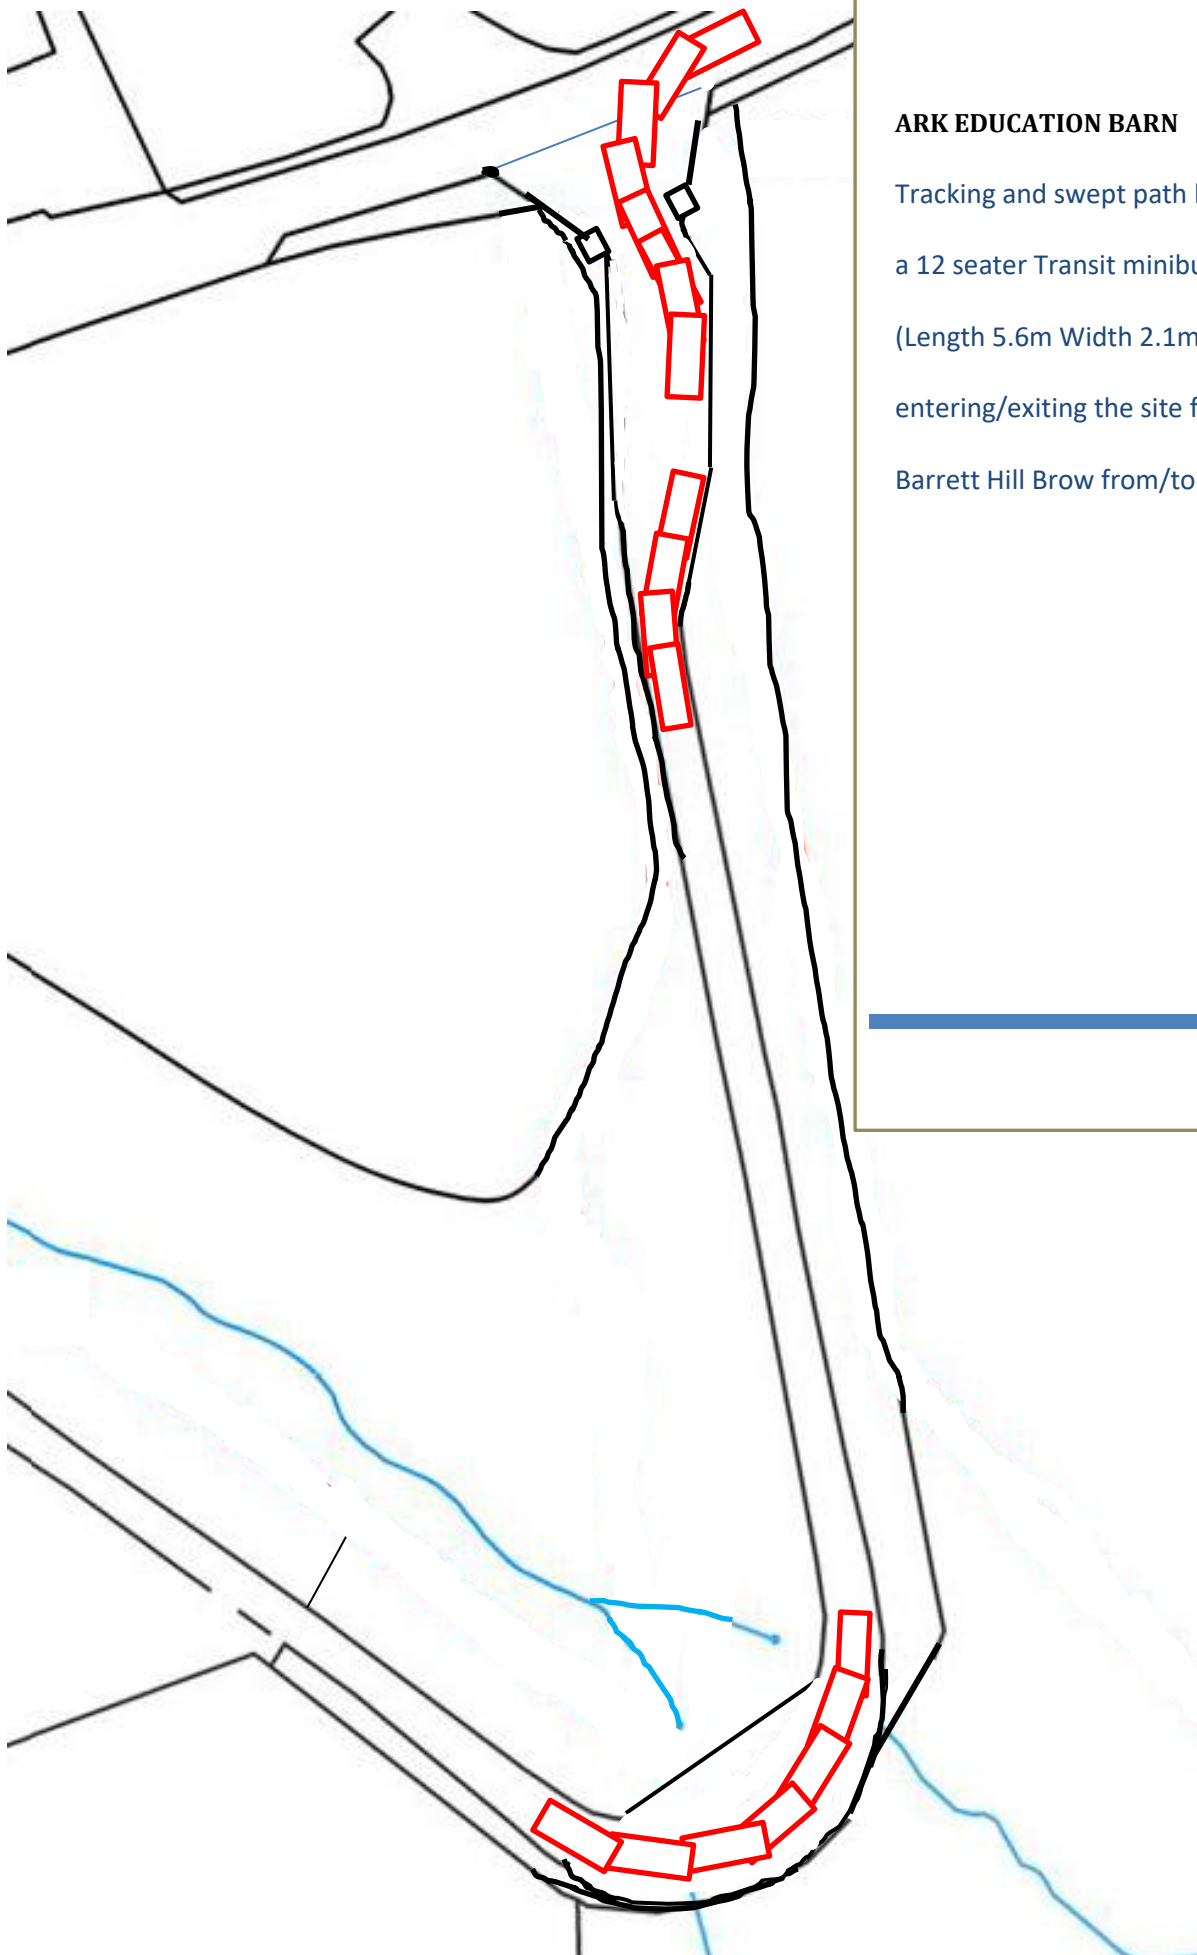 ARK EDUCATION BARN
Tracking and swept path
a 12 seater Transit
(Length 5.6m Width 2.1m
entering/exiting the site
Barrett Hill Brow from/to